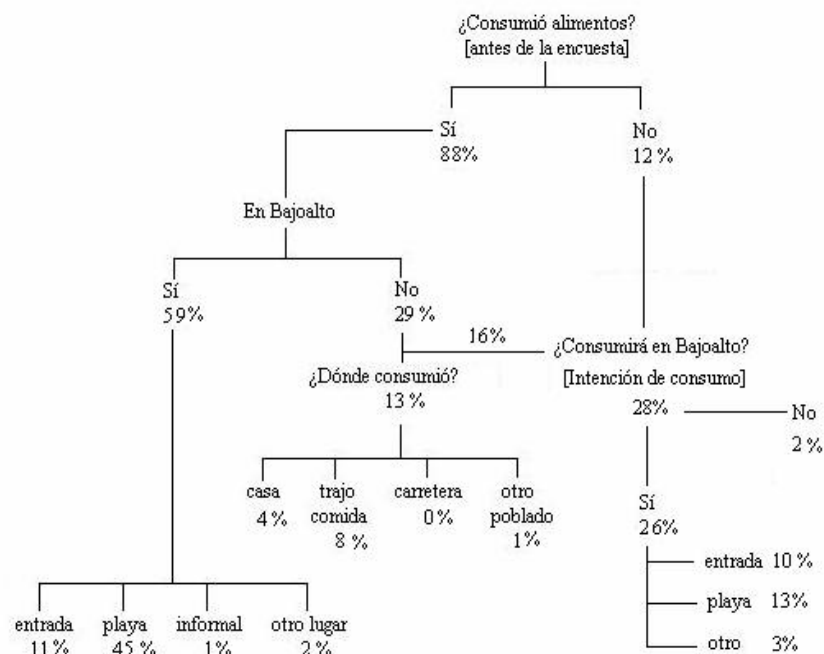 ¿Consumió alimentos?
[antes de la encuesta]
Sí
88%
No
12%
En Bajoalto
Sí
59%
No
29%
16%
¿Consumirá en Bajoalto?
[Intención de consumo]
28%
No
2%
¿Dónde consumió?
13%
casa
4%
trajo
comida
8%
carretera
0%
otro
poblado
1%
Sí
26%
entrada 10%
playa 13%
otro 3%
entrada
11%
playa
45%
informal
1%
otro lugar
2%